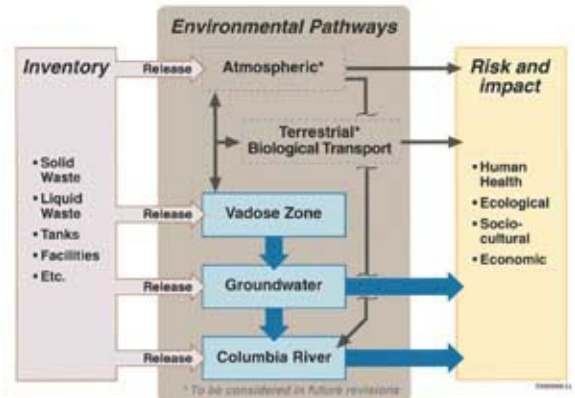 Environmental Pathways
Inventory
Release
Atmospheric*
Risk and
impact
Terrestrial*
Biological Transport
• Solid
Waste
• Liquid
Waste
• Tanks
• Facilities
• Etc.
Release
Vadose Zone
• Human
Health
• Ecological
• Socio-
cultural
• Economic
Release
Groundwater
Release
Columbia River
* To be considered in future revisions